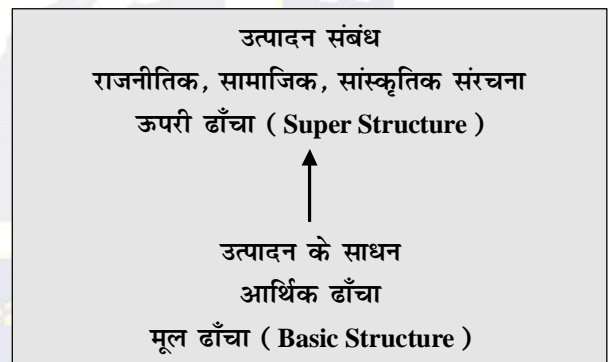 उत्पादन संबंध
राजनीतिक, सामाजिक, सांस्कृतिक संरचना
ऊपरी ढाँचा ( Super Structure )
उत्पादन के साधन
आर्थिक ढाँचा
मूल ढाँचा ( Basic Structure )